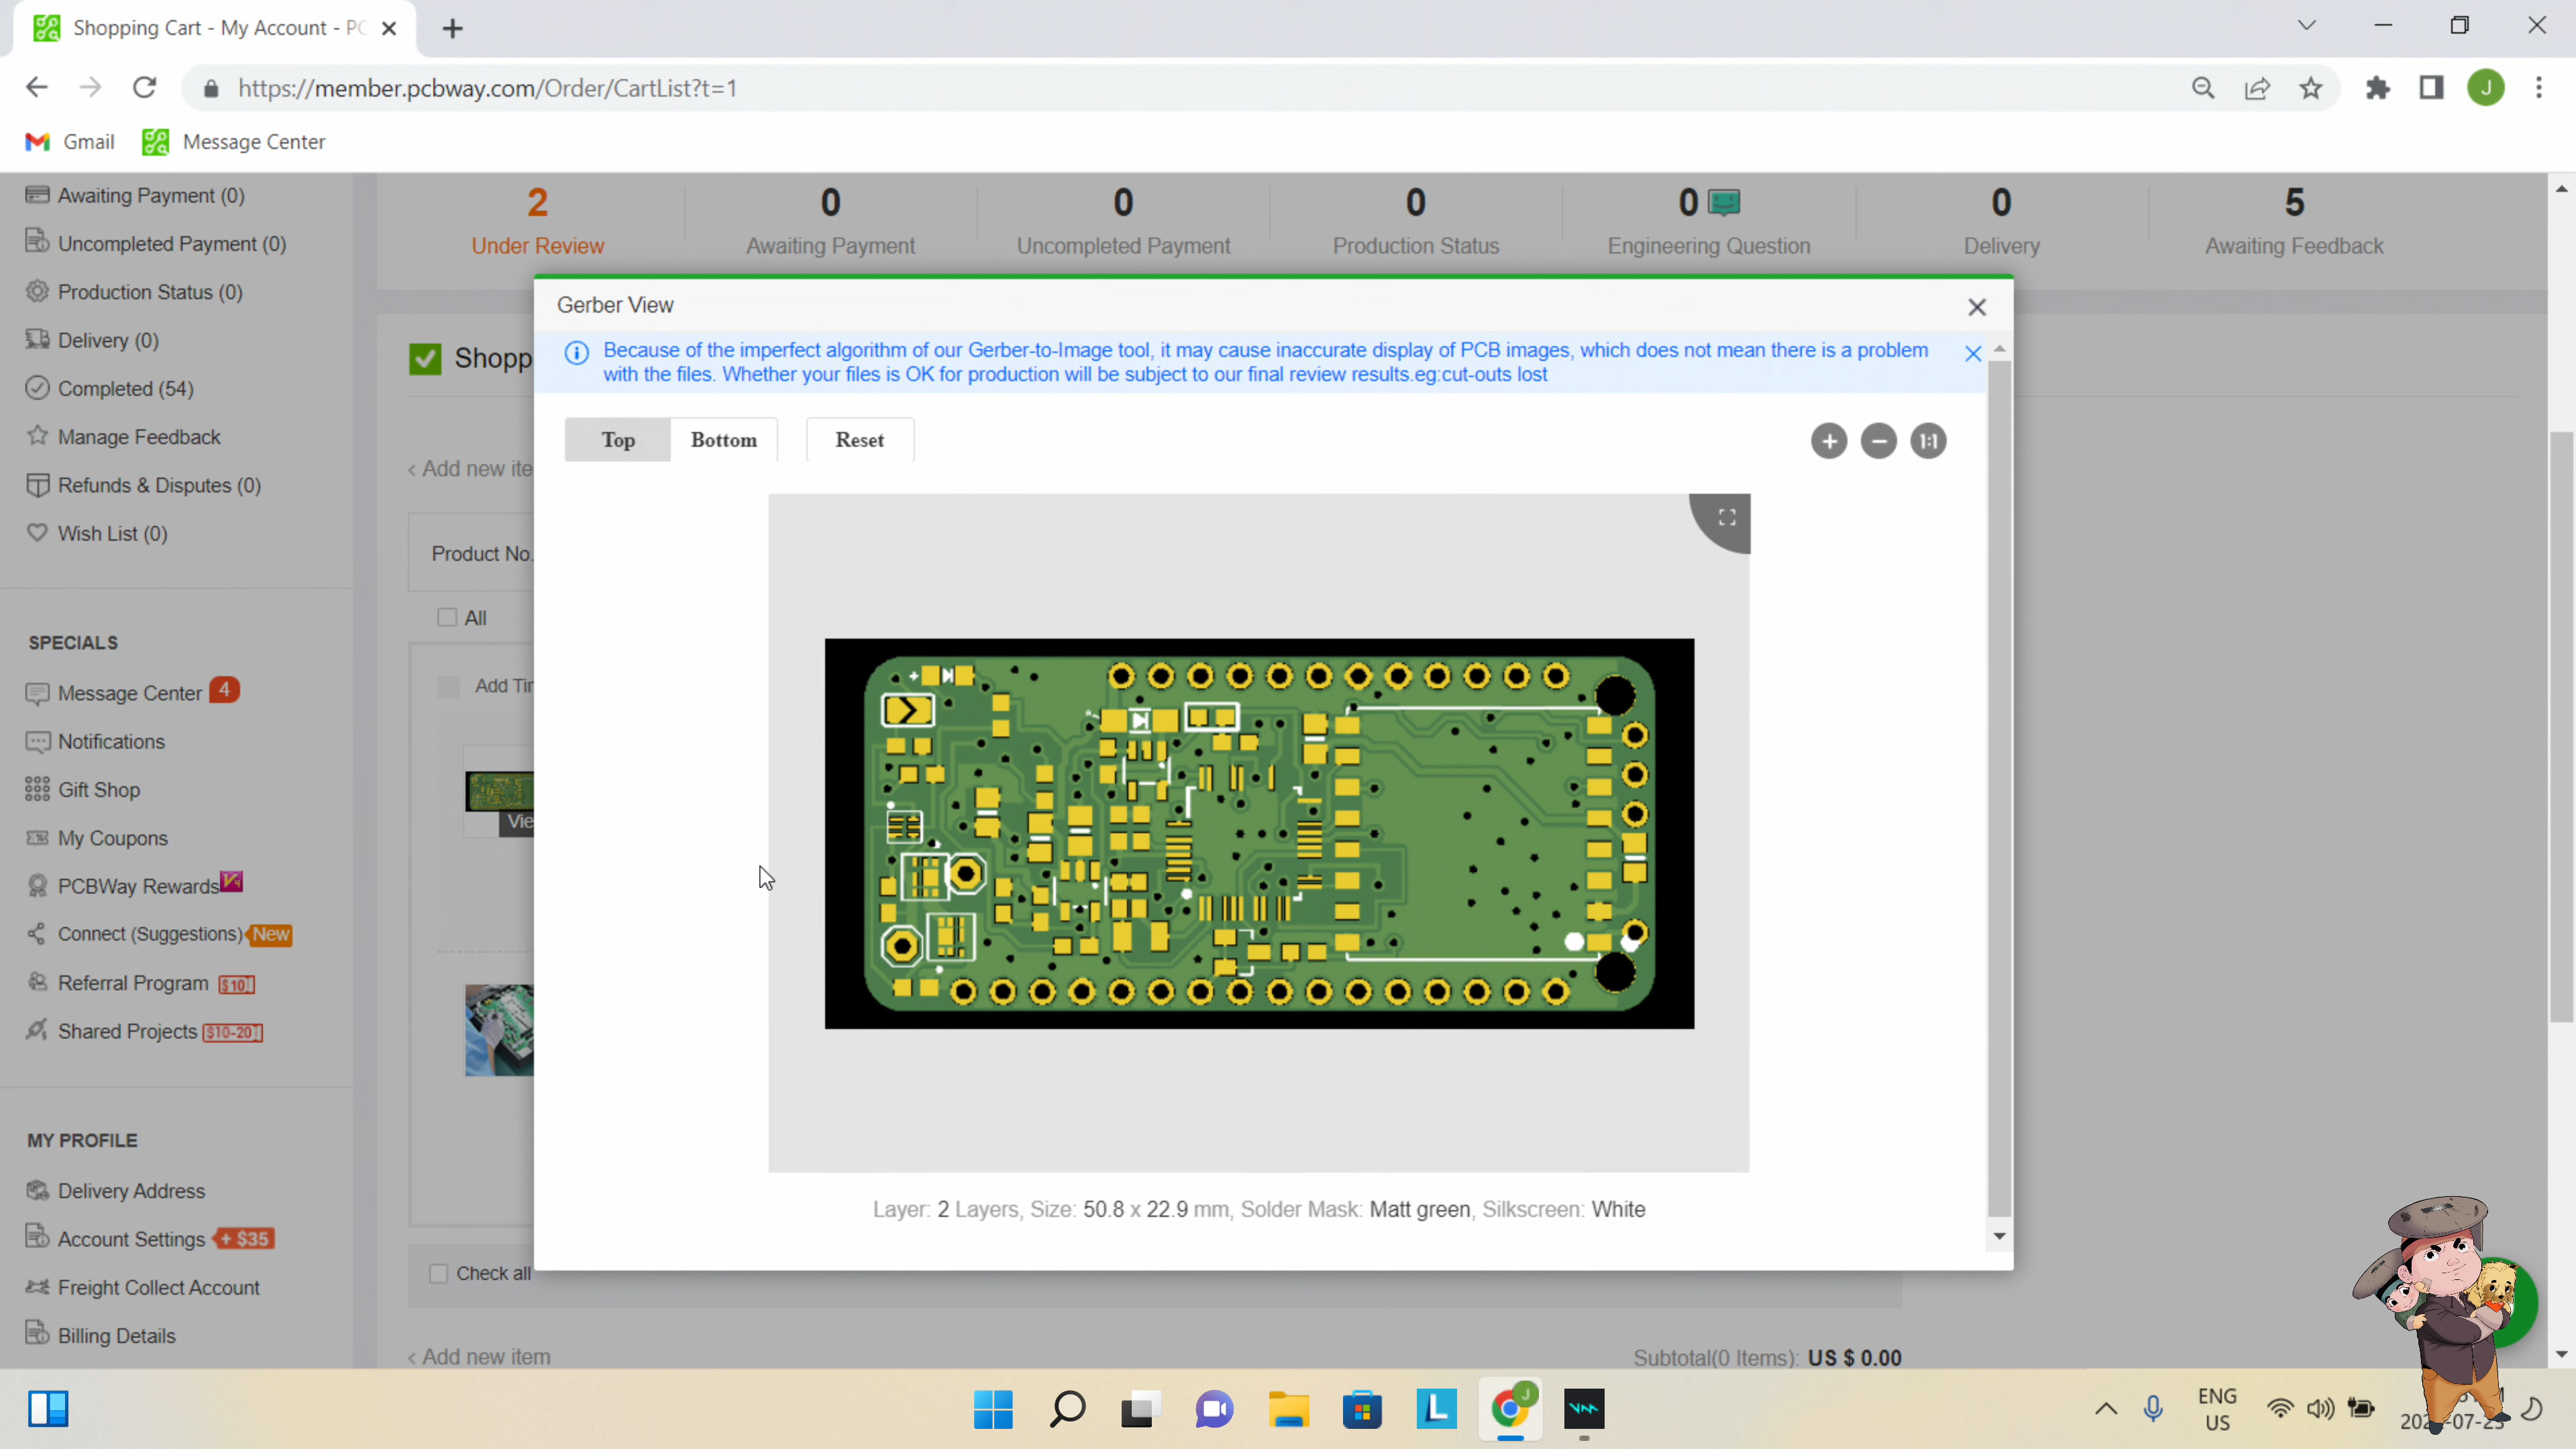 Shopping Cart - My Account - PC
https://member.pcbway.com/Order/CartList?t=1
J
Gmail
Message Center
Awaiting Payment (0)
Uncompleted Payment (0)
Production Status (0)
Delivery (0)
Completed (54)
Manage Feedback
Refunds & Disputes (0)
Wish List (0)
SPECIALS
Message Center 4
Notifications
Gift Shop
My Coupons
PCBWay Rewards
Connect (Suggestions) New
Referral Program $10
Shared Projects $10-20
MY PROFILE
Delivery Address
Account Settings + $35
Freight Collect Account
Billing Details
2
Under Review
0
Awaiting Payment
0
Uncompleted Payment
0
Production Status
0
Engineering Question
0
Delivery
5
Awaiting Feedback
Shopp
< Add new ite
Product No.
All
Add Tir
Vie
Check all
< Add new item
Subtotal(0 Items): US $ 0.00
Gerber View
Because of the imperfect algorithm of our Gerber-to-Image tool, it may cause inaccurate display of PCB images, which does not mean there is a problem
with the files. Whether your files is OK for production will be subject to our final review results.eg:cut-outs lost
Top
Bottom
Reset
1:1
Layer: 2 Layers, Size: 50.8 x 22.9 mm, Solder Mask: Matt green, Silkscreen: White
L
J
ENG
US